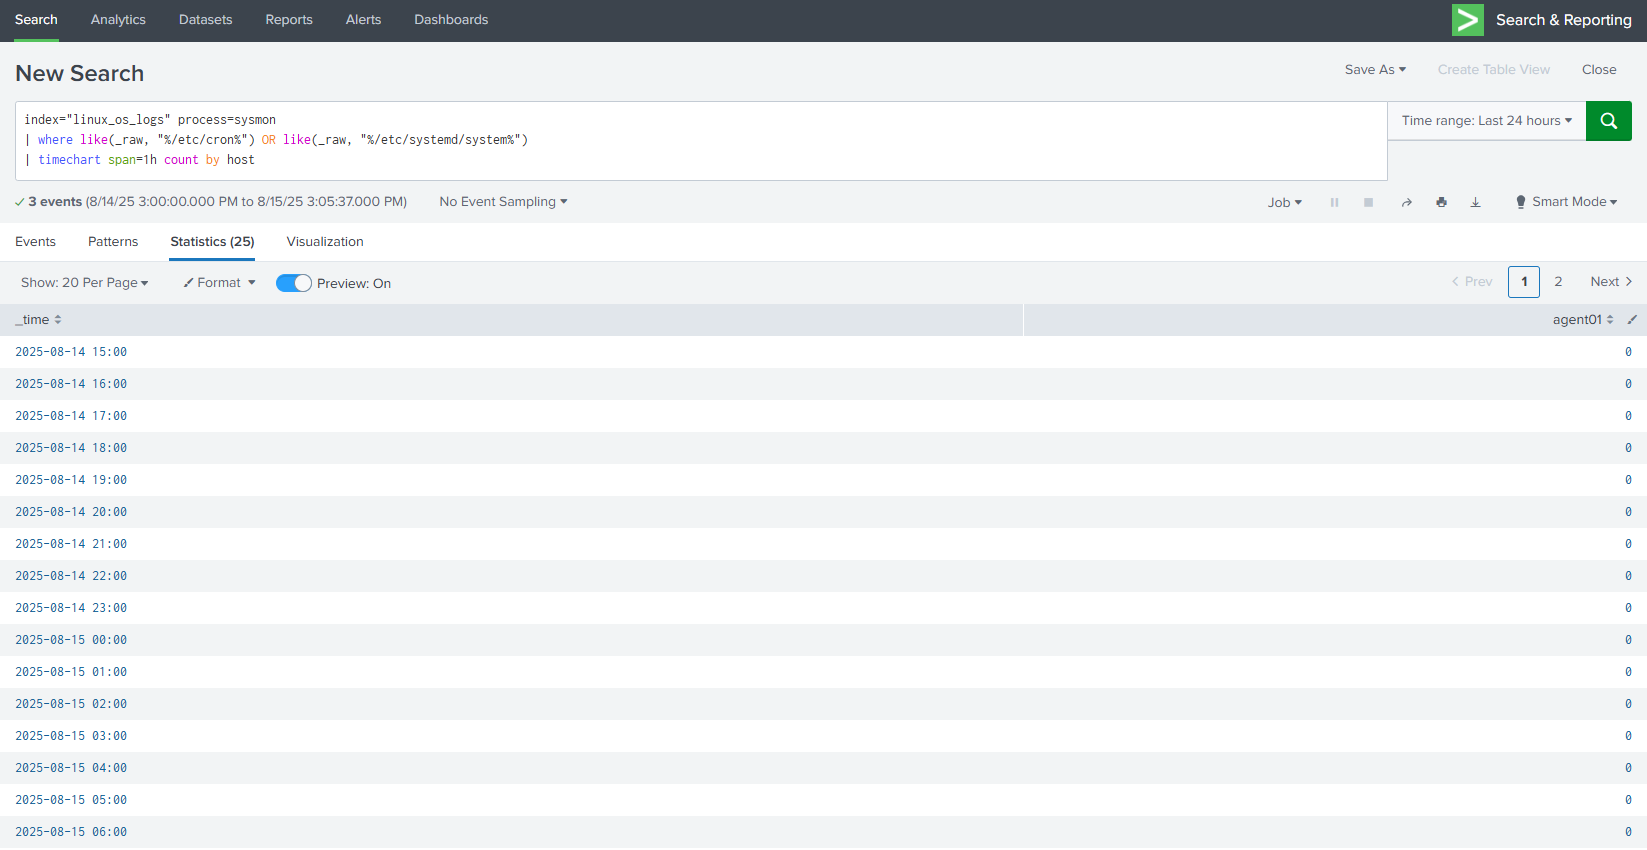 Search Analytics Datasets Reports Alerts Dashboards Search & Reporting
New Search Save As Create Table View Close
index="linux_os_logs" process=sysmon
| where like(_raw, "%/etc/cron%") OR like(_raw, "%/etc/systemd/system%")
| timechart span=1h count by host
Time range: Last 24 hours
3 events (8/14/25 3:00:00.000 PM to 8/15/25 3:05:37.000 PM) No Event Sampling Job Smart Mode
Events Patterns Statistics (25) Visualization
Show: 20 Per Page Format Preview: On Prev 1 2 Next
_time agent01
2025-08-14 15:00 0
2025-08-14 16:00 0
2025-08-14 17:00 0
2025-08-14 18:00 0
2025-08-14 19:00 0
2025-08-14 20:00 0
2025-08-14 21:00 0
2025-08-14 22:00 0
2025-08-14 23:00 0
2025-08-15 00:00 0
2025-08-15 01:00 0
2025-08-15 02:00 0
2025-08-15 03:00 0
2025-08-15 04:00 0
2025-08-15 05:00 0
2025-08-15 06:00 0